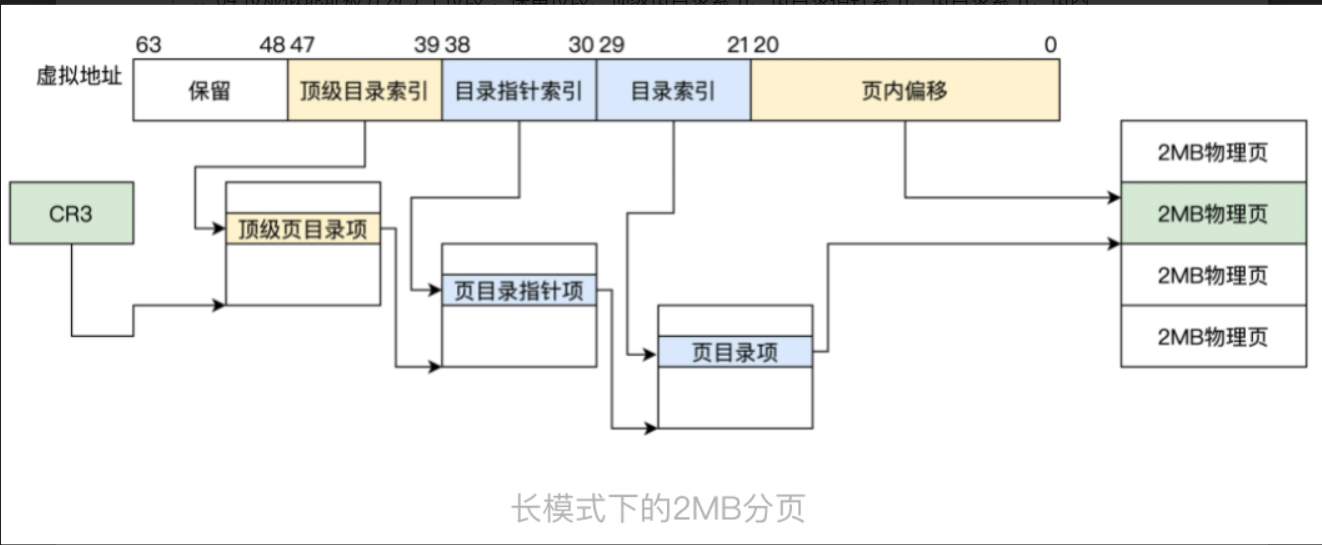 63 48 47 39 38 30 29 21 20 0
虚拟地址 保留 顶级目录索引 目录指针索引 目录索引 页内偏移
2MB物理页
CR3 顶级页目录项 2MB物理页
页目录指针项 2MB物理页
页目录项 2MB物理页
长模式下的2MB分页